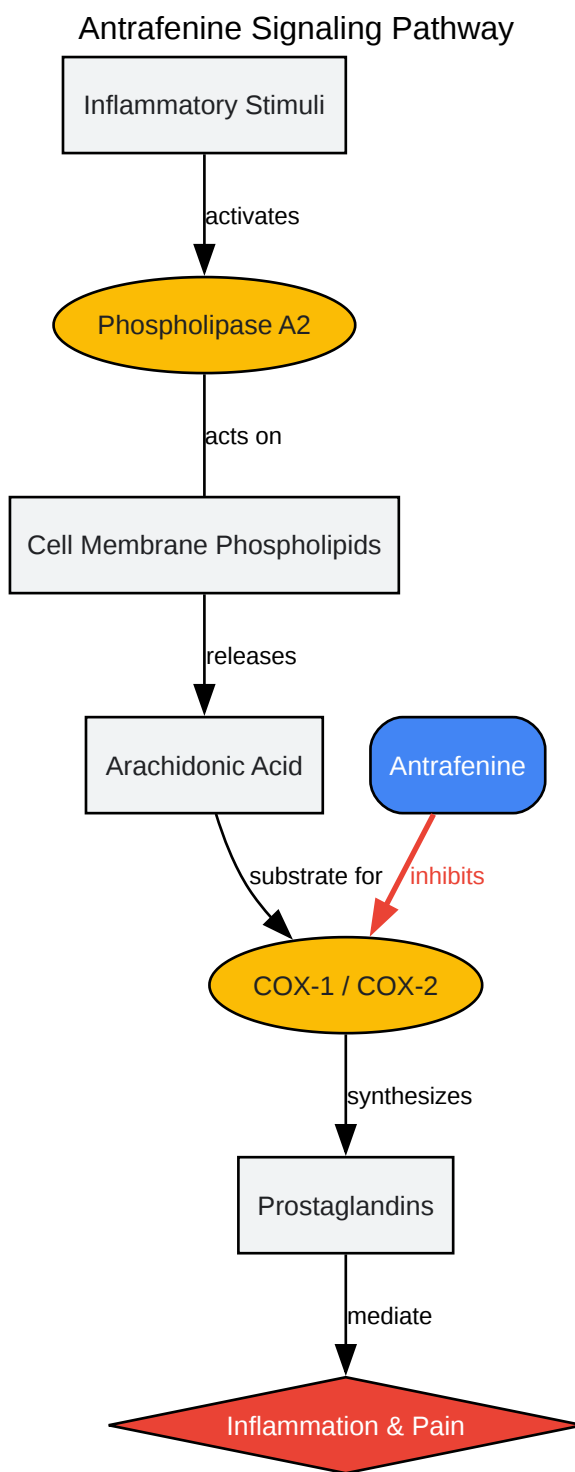 Antrafenine Signaling Pathway
Inflammatory Stimuli
activates
Phospholipase A2
acts on
Cell Membrane Phospholipids
releases
Arachidonic Acid
Antrafenine
substrate for
inhibits
COX-1 / COX-2
synthesizes
Prostaglandins
mediate
Inflammation & Pain